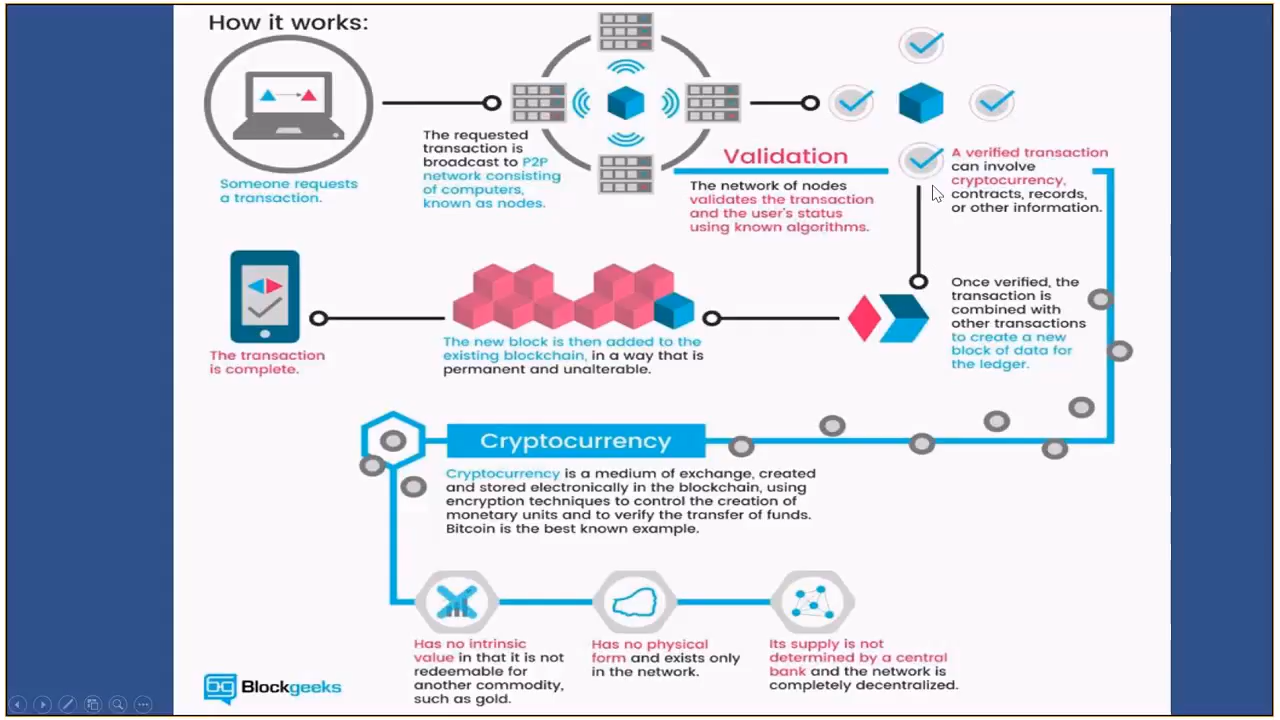 How it works:
Someone requests
a transaction.
The requested
transaction is
broadcast to P2P
network consisting
of computers,
known as nodes.
Validation
The network of nodes
validates the transaction
and the user's status
using known algorithms.
A verified transaction
can involve
cryptocurrency,
contracts, records,
or other information.
Once verified, the
transaction is
combined with
other transactions
to create a new
block of data for
the ledger.
The new block is then added to the
existing blockchain, in a way that is
permanent and unalterable.
The transaction
is complete.
Cryptocurrency
Cryptocurrency is a medium of exchange, created
and stored electronically in the blockchain, using
encryption techniques to control the creation of
monetary units and to verify the transfer of funds.
Bitcoin is the best known example.
Has no intrinsic
value in that it is not
redeemable for
another commodity,
such as gold.
Has no physical
form and exists only
in the network.
Its supply is not
determined by a central
bank and the network is
completely decentralized.
Blockgeeks